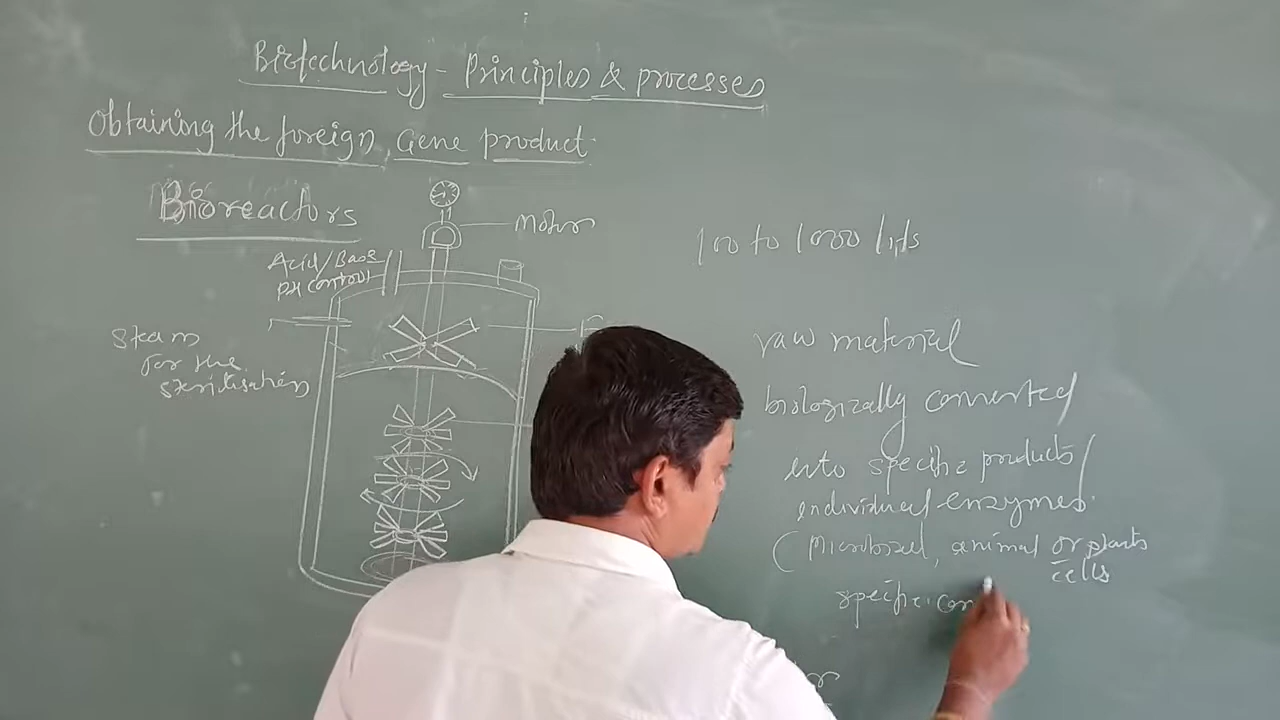 Biotechnology - Principles & processes
Obtaining the foreign Gene product
Bioreactors
Motor
Acid/Base
PH control
Steam
for the
sterilisation
F
100 to 1000 lits
raw material
biologically converted
into specific products/
individual enzymes.
(Microbial, animal or plants
cells
specific con